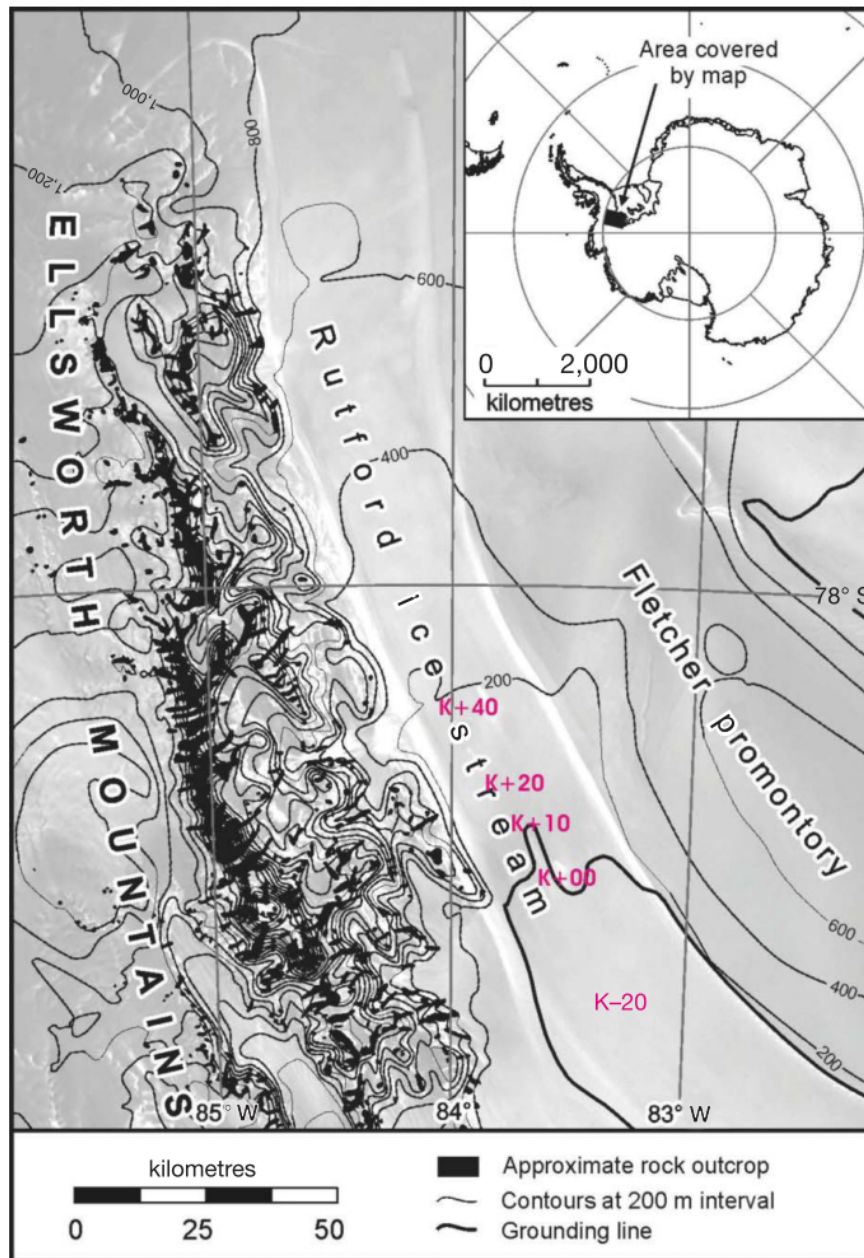 Area covered
by map
0 2,000
kilometres
1,000
800
1,200
ELLSWORTH
MOUNTAINS
600
Rutford ice stream
400
78° S
Fletcher promontory
200
K+40
K+20
K+10
K+00
K–20
600
400
200
85° W
84°
83° W
kilometres
0 25 50
Approximate rock outcrop
Contours at 200 m interval
Grounding line